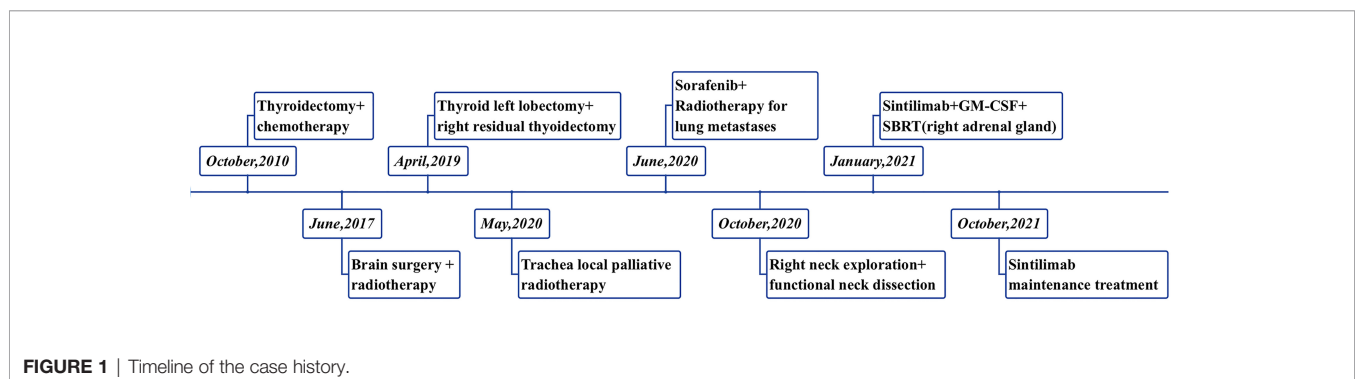 Thyroidectomy+
chemotherapy
October,2010
Thyroid left lobectomy+
right residual thyoidectomy
April,2019
Sorafenib+
Radiotherapy for
lung metastases
June,2020
Sintilimab+GM-CSF+
SBRT(right adrenal gland)
January,2021
June,2017
Brain surgery +
radiotherapy
May,2020
Trachea local palliative
radiotherapy
October,2020
Right neck exploration+
functional neck dissection
October,2021
Sintilimab
maintenance treatment
FIGURE 1 | Timeline of the case history.